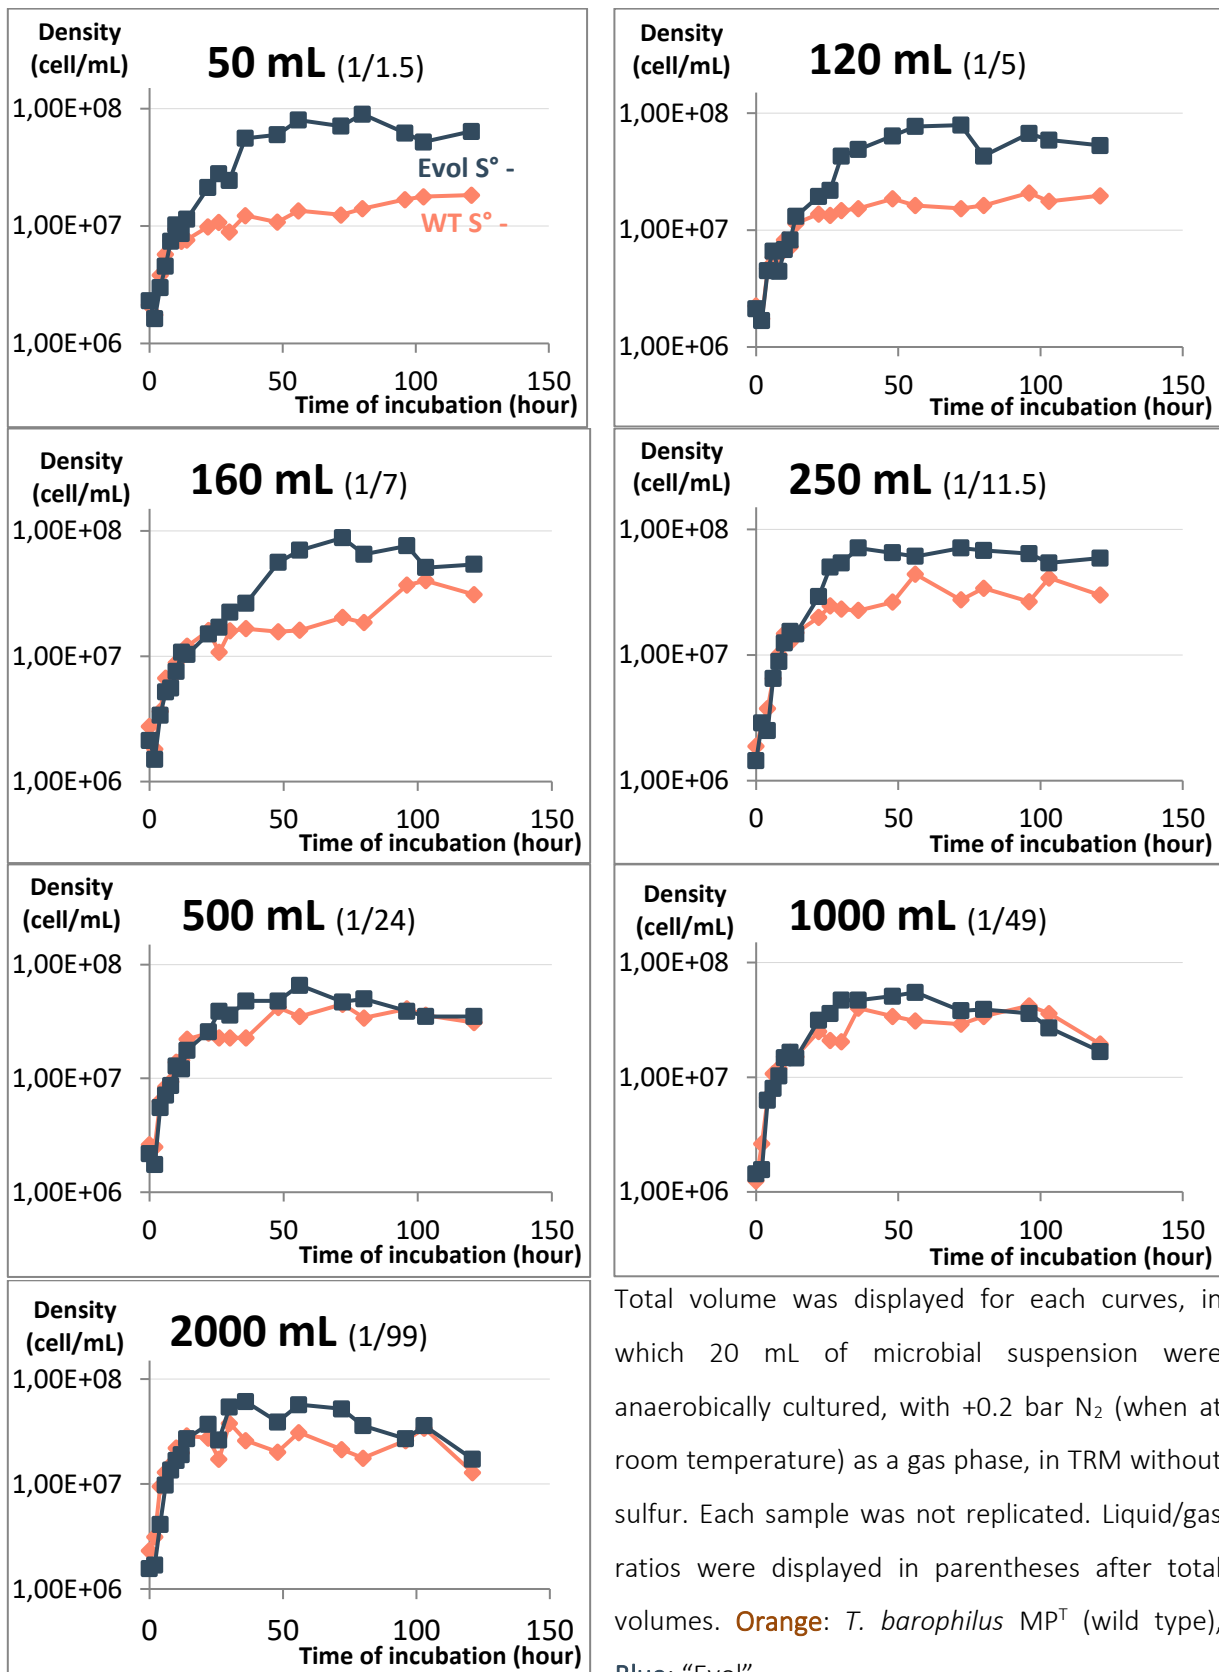 Density
(cell/mL)
50 mL (1/1.5)
1,00E+08
Evol S° -
1,00E+07
WT S° -
1,00E+06
0 50 100 150
Time of incubation (hour)
Density
(cell/mL)
120 mL (1/5)
1,00E+08
1,00E+07
1,00E+06
0 50 100 150
Time of incubation (hour)
Density
(cell/mL)
160 mL (1/7)
1,00E+08
1,00E+07
1,00E+06
0 50 100 150
Time of incubation (hour)
Density
(cell/mL)
250 mL (1/11.5)
1,00E+08
1,00E+07
1,00E+06
0 50 100 150
Time of incubation (hour)
Density
(cell/mL)
500 mL (1/24)
1,00E+08
1,00E+07
1,00E+06
0 50 100 150
Time of incubation (hour)
Density
(cell/mL)
1000 mL (1/49)
1,00E+08
1,00E+07
1,00E+06
0 50 100 150
Time of incubation (hour)
Density
(cell/mL)
2000 mL (1/99)
1,00E+08
1,00E+07
1,00E+06
0 50 100 150
Time of incubation (hour)
Total volume was displayed for each curves, in
which 20 mL of microbial suspension were
anaerobically cultured, with +0.2 bar N₂ (when at
room temperature) as a gas phase, in TRM without
sulfur. Each sample was not replicated. Liquid/gas
ratios were displayed in parentheses after total
volumes. Orange: T. barophilus MPᵀ (wild type),
Blue: "Evol"